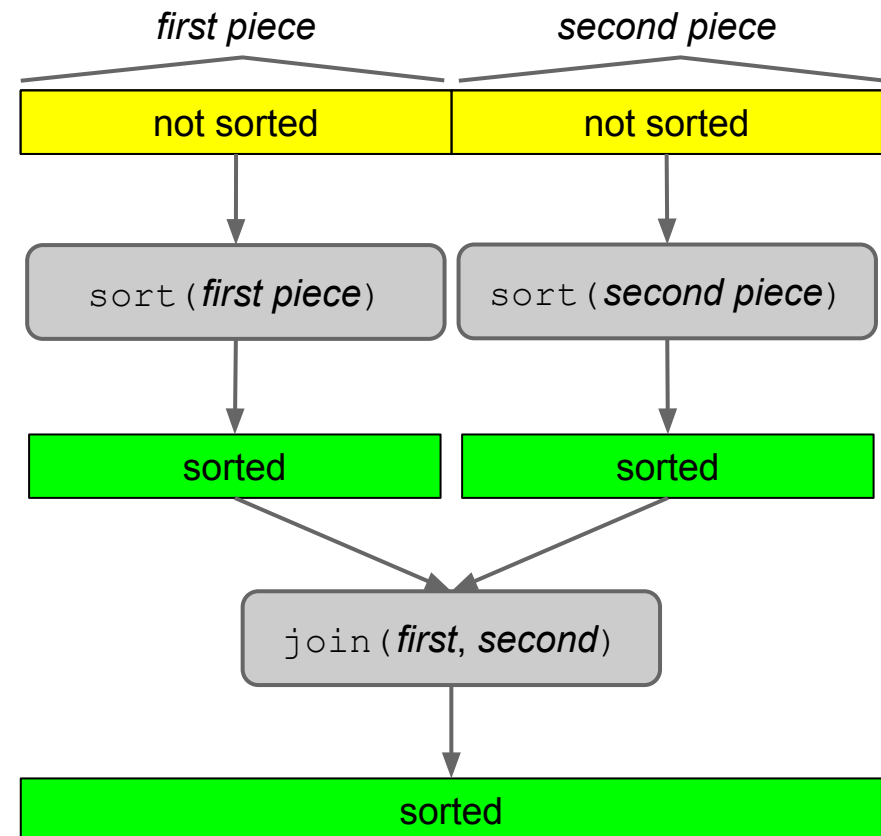 first piece second piece
not sorted not sorted
sort(first piece) sort(second piece)
sorted sorted
join(first, second)
sorted